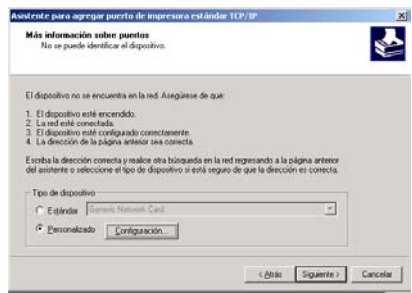 Asistente para agregar puerto de impresora estándar TCP/IP
Más información sobre puertos
No se puede identificar el dispositivo.
El dispositivo no se encuentra en la red. Asegúrese de que:
1. El dispositivo esté encendido.
2. La red esté conectada.
3. El dispositivo esté configurado correctamente.
4. La dirección de la página anterior sea correcta.
Escriba la dirección correcta y realice otra búsqueda en la red regresando a la página anterior
del asistente o seleccione el tipo de dispositivo si está seguro de que la dirección es correcta.
Tipo de dispositivo
Estándar Generic Network Card
Personalizado Configuración...
< Atrás Siguiente > Cancelar